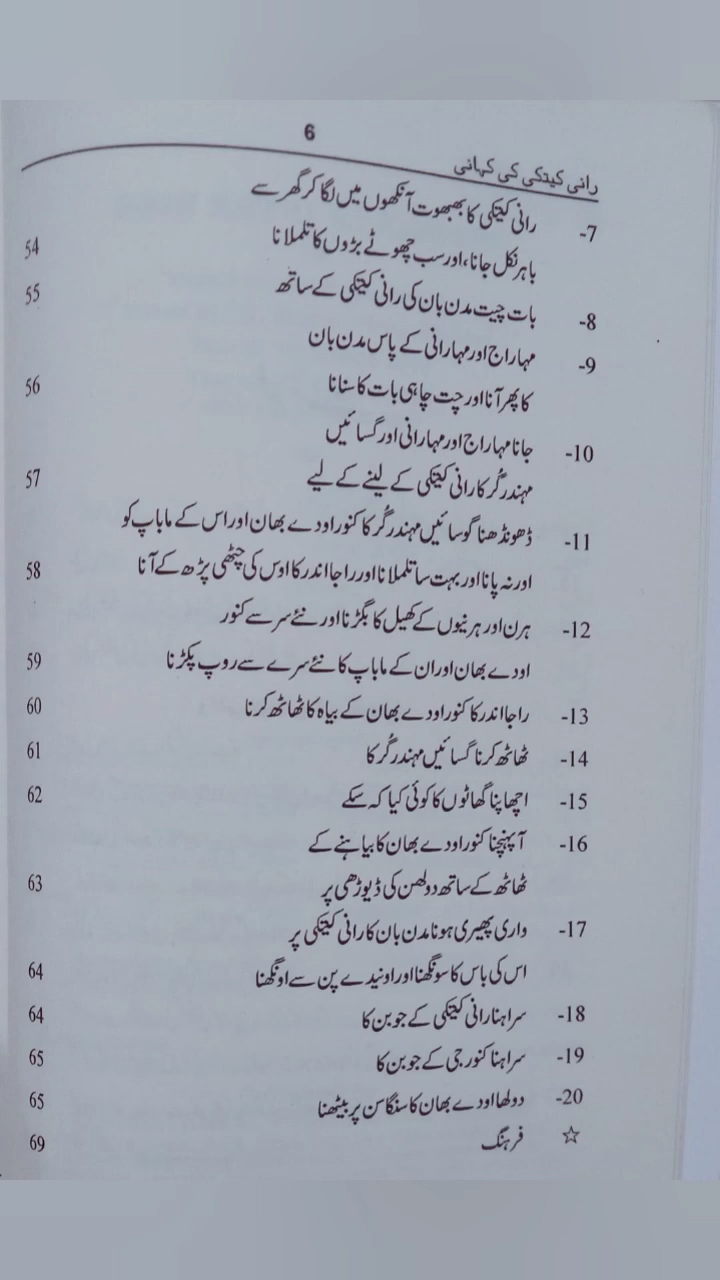 6
رانی کیتکی کی کہانی
7- رانی کیتکی کا بھبھوت آنکھوں میں لگا کر گھر سے
باہر نکل جانا، اور سب چھوٹے بڑوں کا تلملانا 54
8- بات چیت مدن بان کی رانی کیتکی کے ساتھ 55
9- مہاراج اور مہارانی کے پاس مدن بان
کا پھر آنا اور چت چاہی بات کا سنانا 56
10- جانا مہاراج اور مہارانی اور گسائیں
مہندر گُر کا رانی کیتکی کے لینے کے لیے 57
11- ڈھونڈھنا گوسائیں مہندر گُر کا کنور اودے بھان اور اس کے ماباپ کو
اور نہ پانا اور بہت سا تلملانا اور راجا اندر کا اوس کی چٹھی پڑھ کے آنا 58
12- ہرن اور ہرنیوں کے کھیل کا بگڑنا اور نئے سر سے کنور
اودے بھان اور ان کے ماباپ کا نئے سرے سے روپ پکڑنا 59
13- راجا اندر کا کنور اودے بھان کے بیاہ کا ٹھاٹھ کرنا 60
14- ٹھاٹھ کرنا گسائیں مہندر گُر کا 61
15- اچھا پنا گھاٹوں کا کوئی کیا کہ سکے 62
16- آ پہنچنا کنور اودے بھان کا بیاہنے کے
ٹھاٹھ کے ساتھ دولھن کی ڈیوڑھی پر 63
17- واری پھیری ہونا مدن بان کا رانی کیتکی پر
اس کی باس کا سونگھنا اور اونیدے پن سے اونگھنا 64
18- سراہنا رانی کیتکی کے جوبن کا 64
19- سراہنا کنور جی کے جوبن کا 65
20- دولھا اودے بھان کا سنگاسن پر بیٹھنا 65
☆ فرہنگ 69